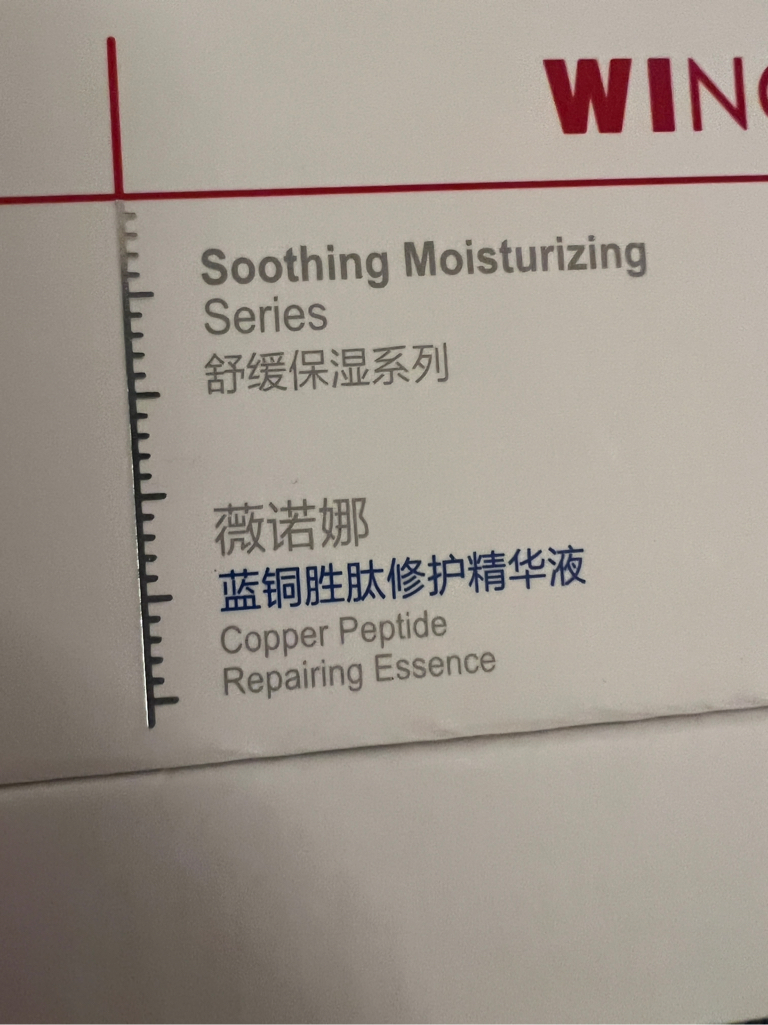 WINO
Soothing Moisturizing
Series
舒缓保湿系列
薇诺娜
蓝铜胜肽修护精华液
Copper Peptide
Repairing Essence